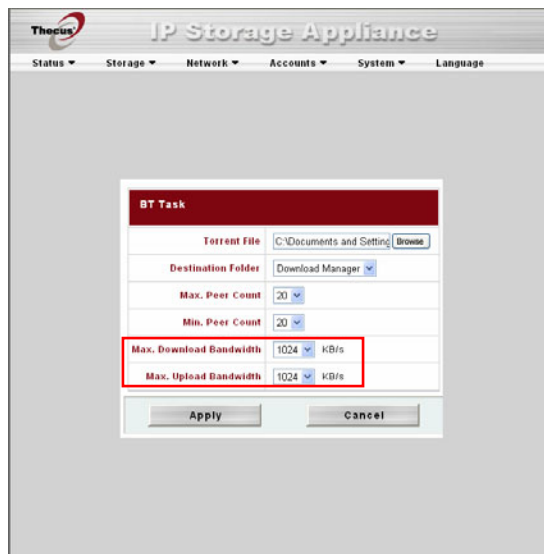 Thecus
IP Storage Appliance
Status Storage Network Accounts System Language
BT Task
Torrent File C:\Documents and Setting Browse
Destination Folder Download Manager
Max. Peer Count 20
Min. Peer Count 20
Max. Download Bandwidth 1024 KB/s
Max. Upload Bandwidth 1024 KB/s
Apply Cancel